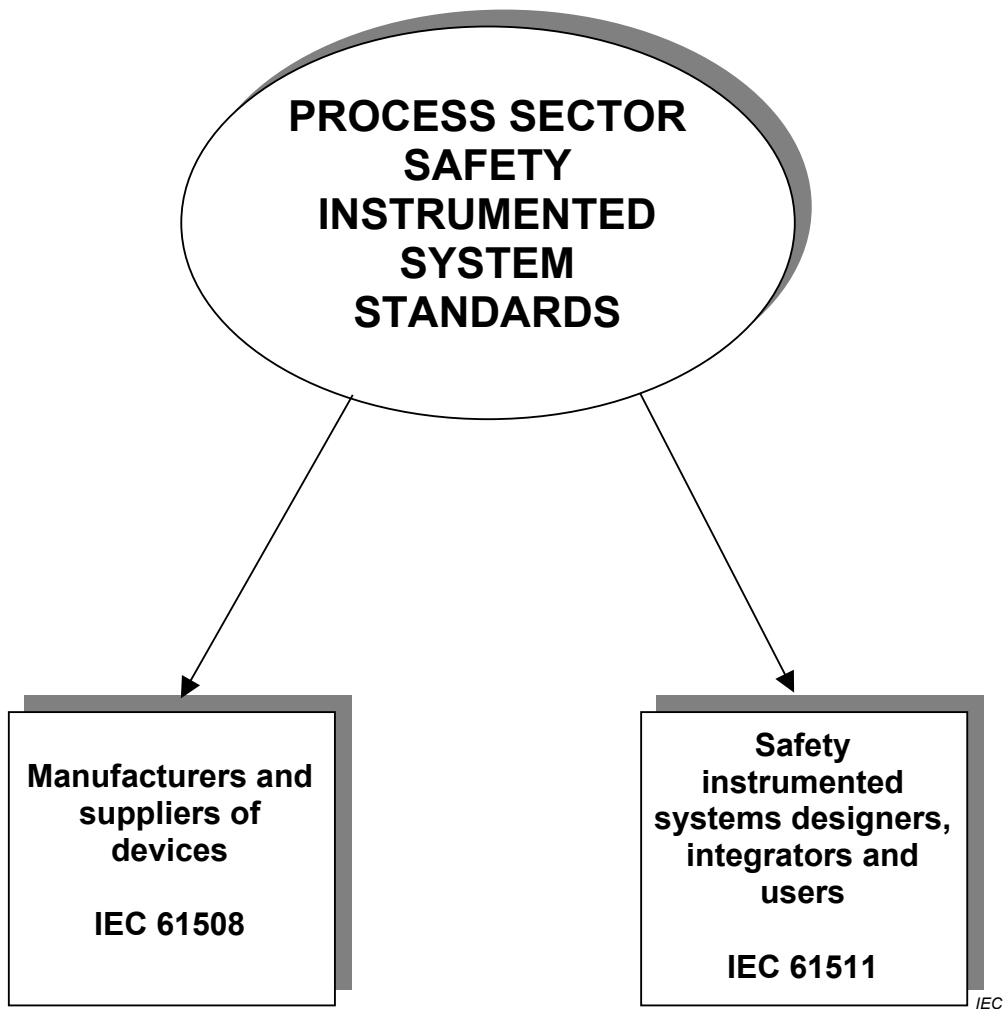 PROCESS SECTOR
SAFETY
INSTRUMENTED
SYSTEM
STANDARDS
Manufacturers and
suppliers of
devices
IEC 61508
Safety
instrumented
systems designers,
integrators and
users
IEC 61511
IEC